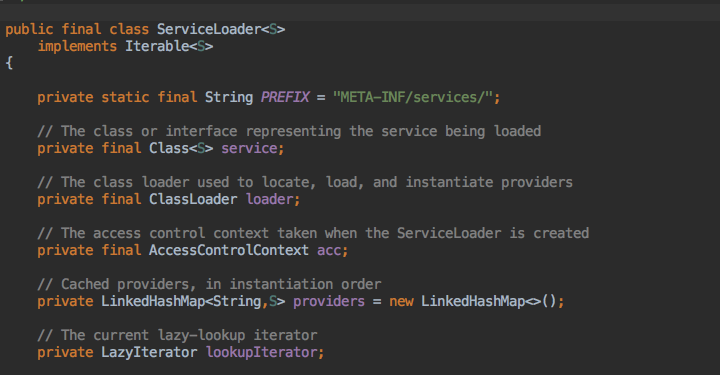 public final class ServiceLoader<S>
    implements Iterable<S>
{
    private static final String PREFIX = "META-INF/services/";
    // The class or interface representing the service being loaded
    private final Class<S> service;
    // The class loader used to locate, load, and instantiate providers
    private final ClassLoader loader;
    // The access control context taken when the ServiceLoader is created
    private final AccessControlContext acc;
    // Cached providers, in instantiation order
    private LinkedHashMap<String,S> providers = new LinkedHashMap<>();
    // The current lazy-lookup iterator
    private LazyIterator lookupIterator;